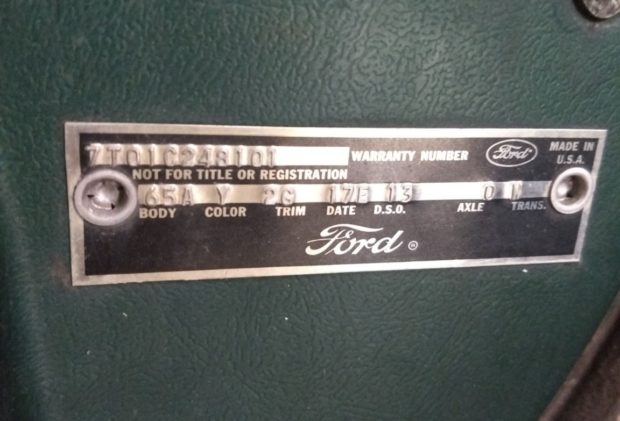 7T01C248101 WARRANTY NUMBER Ford MADE IN
U.S.A.
NOT FOR TITLE OR REGISTRATION
65A Y 2G 17E 13 0 W
BODY COLOR TRIM DATE D.S.O. AXLE TRANS.
Ford ®